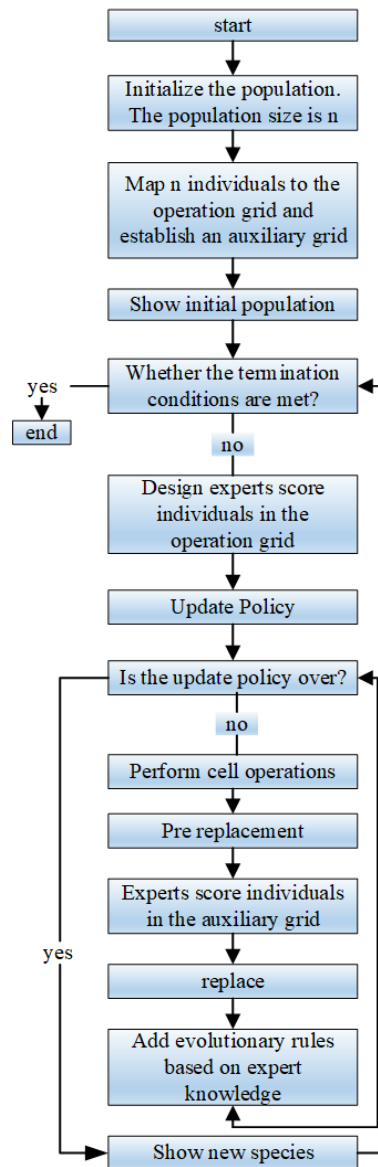 start
Initialize the population.
The population size is n
Map n individuals to the
operation grid and
establish an auxiliary grid
Show initial population
Whether the termination
conditions are met?
yes
end
no
Design experts score
individuals in the
operation grid
Update Policy
Is the update policy over?
no
Perform cell operations
Pre replacement
Experts score individuals
in the auxiliary grid
yes
replace
Add evolutionary rules
based on expert
knowledge
Show new species